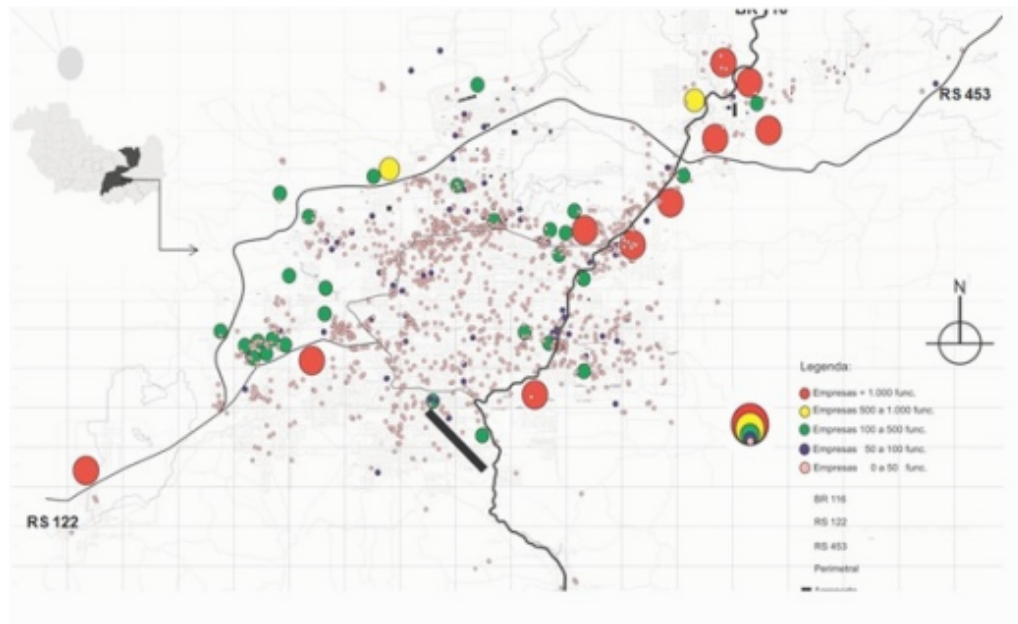 BR 116
RS 453
N
Legenda:
Empresas + 1.000 func.
Empresas 500 a 1.000 func.
Empresas 100 a 500 func.
Empresas 50 a 100 func.
Empresas 0 a 50 func.
BR 116
RS 122
RS 122
RS 453
Perimetral